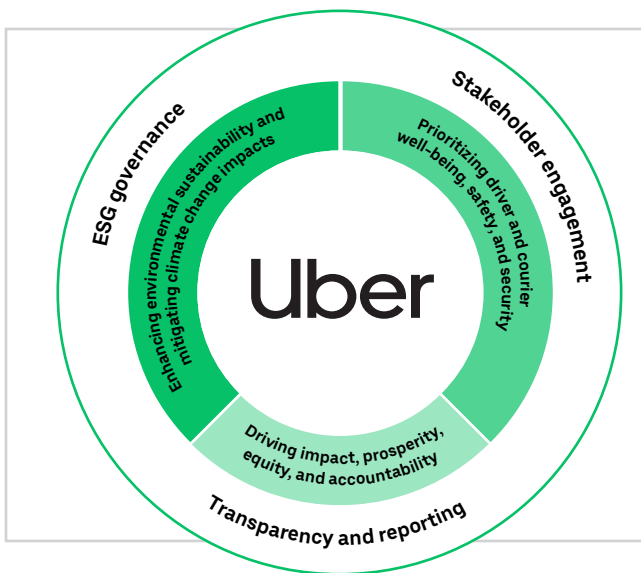 ESG governance
Stakeholder engagement
Enhancing environmental sustainability and
mitigating climate change impacts
Prioritizing driver and courier
well-being, safety, and security
Uber
Driving impact, prosperity,
equity, and accountability
Transparency and reporting